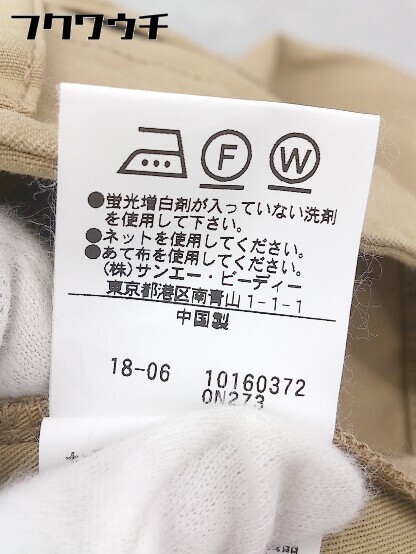 フクワウチ
F W
●蛍光増白剤が入っていない洗剤
を使用して下さい。
●ネットを使用してください。
●あて布を使用してください。
(株)サンエー・ビーディー
東京都港区南青山1-1-1
中国製
18-06 10160372
0N273